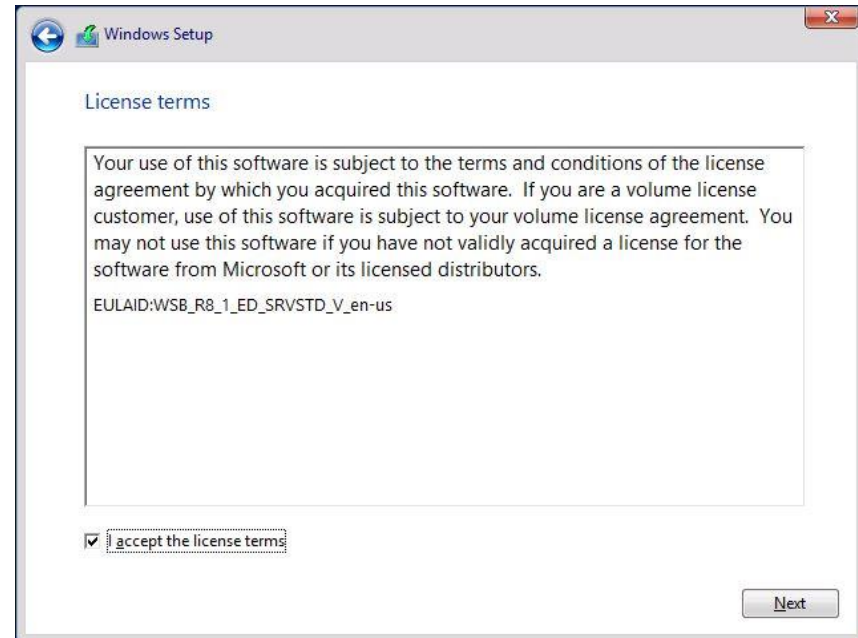 Windows Setup
License terms
Your use of this software is subject to the terms and conditions of the license
agreement by which you acquired this software.  If you are a volume license
customer, use of this software is subject to your volume license agreement.  You
may not use this software if you have not validly acquired a license for the
software from Microsoft or its licensed distributors.
EULAID:WSB_R8_1_ED_SRVSTD_V_en-us
I accept the license terms
Next